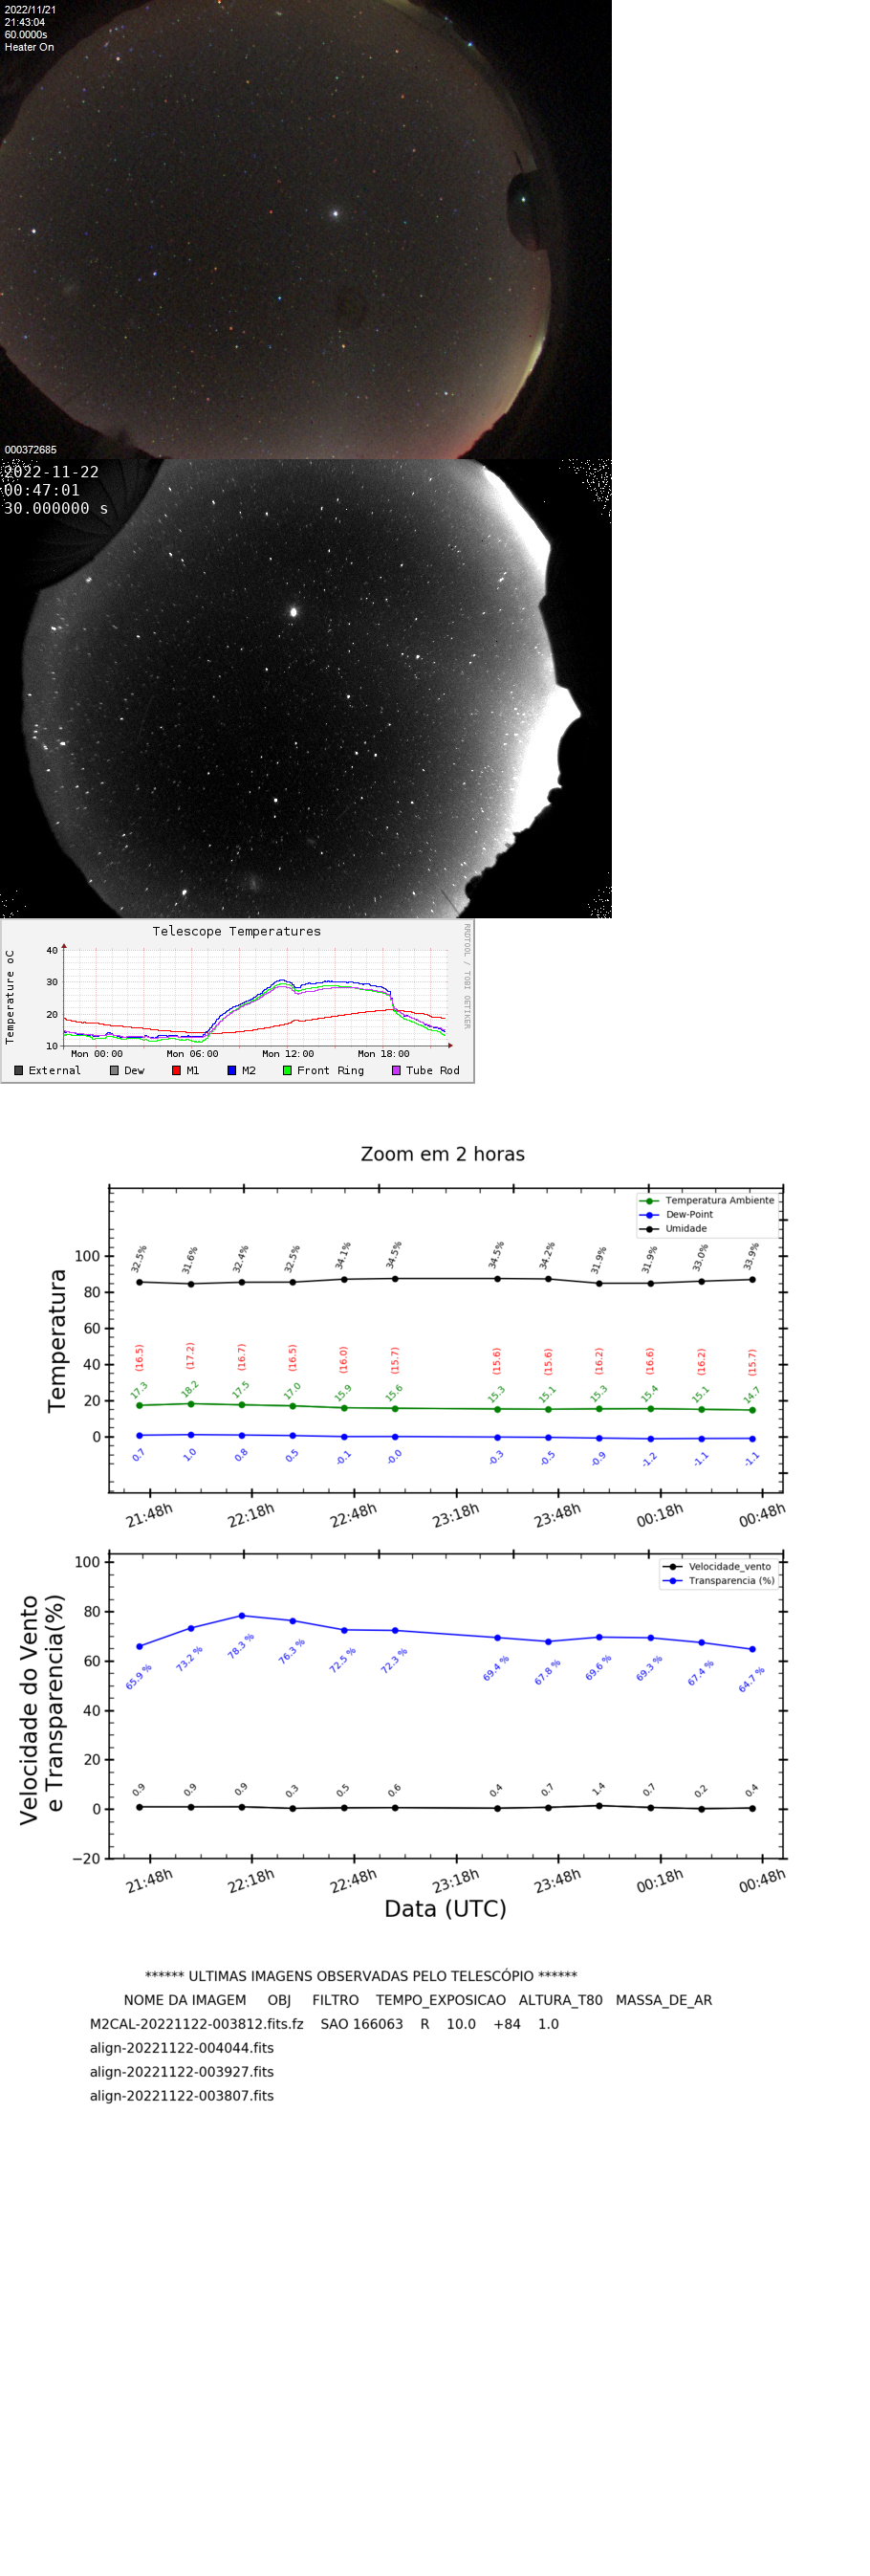 2022/11/21
21:43:04
60.0000s
Heater On
000372685
2022-11-22
00:47:01
30.000000 s
Telescope Temperatures
RRDTOOL / TOBI OETIKER
Temperature oC
40
30
20
10
Mon 00:00 Mon 06:00 Mon 12:00 Mon 18:00
External Dew M1 M2 Front Ring Tube Rod
Zoom em 2 horas
Temperatura Ambiente
Dew-Point
Umidade
Temperatura
100
80
60
40
20
0
32.5% 31.6% 32.4% 32.5% 34.1% 34.5% 34.5% 34.2% 31.9% 31.9% 33.0% 33.9%
(16.5) (17.2) (16.7) (16.5) (16.0) (15.7) (15.6) (15.6) (16.2) (16.6) (16.2) (15.7)
17.3 18.2 17.5 17.0 15.9 15.6 15.3 15.1 15.3 15.4 15.1 14.7
0.7 1.0 0.8 0.5 -0.1 -0.0 -0.3 -0.5 -0.9 -1.2 -1.1 -1.1
21:48h 22:18h 22:48h 23:18h 23:48h 00:18h 00:48h
Velocidade_vento
Transparencia (%)
Velocidade do Vento
e Transparencia(%)
100
80
60
40
20
0
−20
65.9 % 73.2 % 78.3 % 76.3 % 72.5 % 72.3 % 69.4 % 67.8 % 69.6 % 69.3 % 67.4 % 64.7 %
0.9 0.9 0.9 0.3 0.5 0.6 0.4 0.7 1.4 0.7 0.2 0.4
21:48h 22:18h 22:48h 23:18h 23:48h 00:18h 00:48h
Data (UTC)
****** ULTIMAS IMAGENS OBSERVADAS PELO TELESCÓPIO ******
NOME DA IMAGEM OBJ FILTRO TEMPO_EXPOSICAO ALTURA_T80 MASSA_DE_AR
M2CAL-20221122-003812.fits.fz SAO 166063 R 10.0 +84 1.0
align-20221122-004044.fits
align-20221122-003927.fits
align-20221122-003807.fits